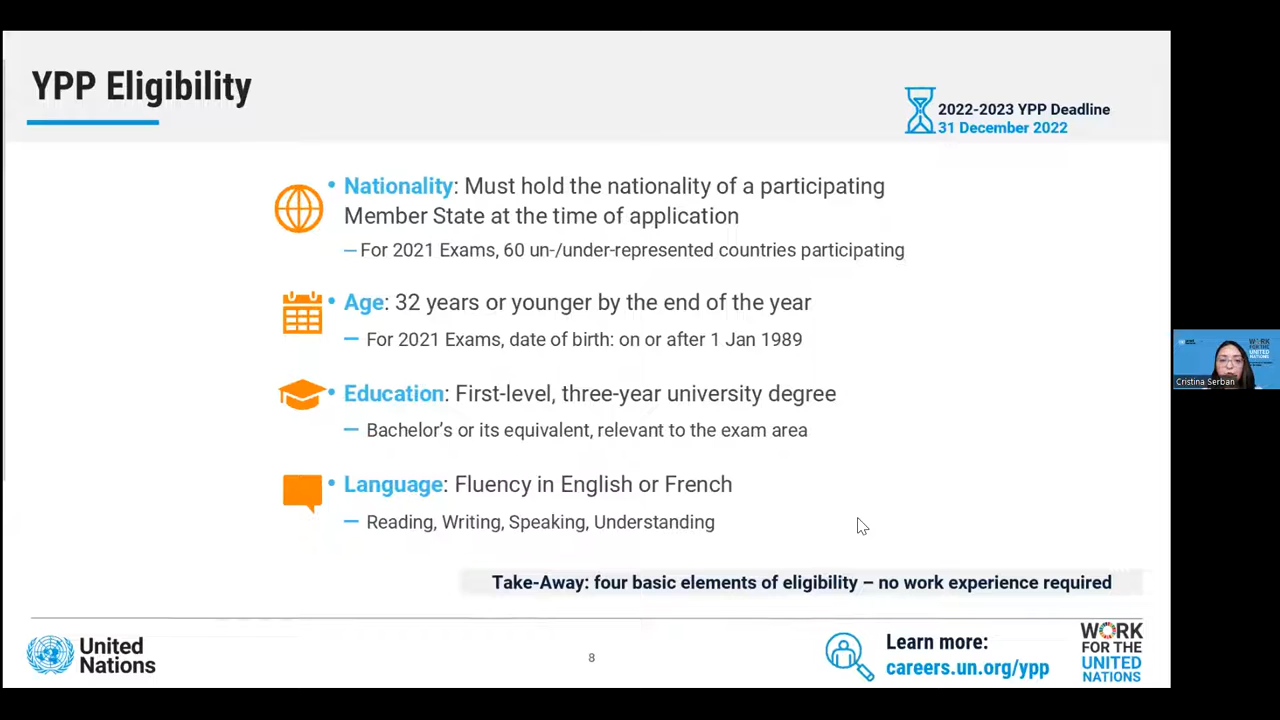 YPP Eligibility
2022-2023 YPP Deadline
31 December 2022
• Nationality: Must hold the nationality of a participating
Member State at the time of application
– For 2021 Exams, 60 un-/under-represented countries participating
• Age: 32 years or younger by the end of the year
– For 2021 Exams, date of birth: on or after 1 Jan 1989
• Education: First-level, three-year university degree
– Bachelor's or its equivalent, relevant to the exam area
• Language: Fluency in English or French
– Reading, Writing, Speaking, Understanding
Take-Away: four basic elements of eligibility – no work experience required
United
Nations
8
Learn more:
careers.un.org/ypp
WORK
FOR THE
UNITED
NATIONS
WORK
FOR THE
UNITED
NATIONS
Cristina Serban